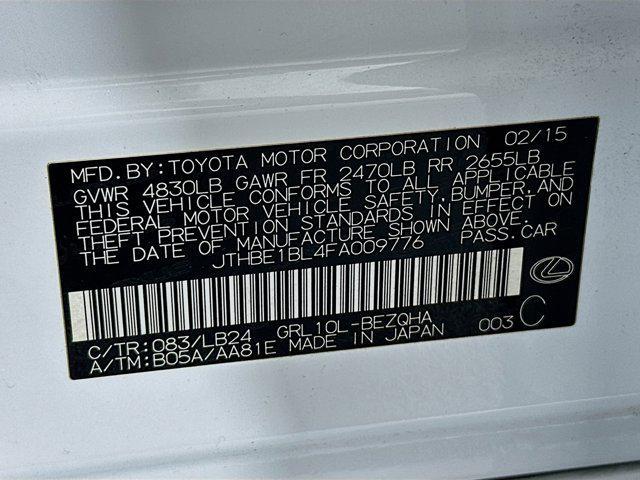 MFD.BY:TOYOTA MOTOR CORPORATION 02/15
GVWR 4830LB GAWR FR 2470LB RR 2655LB
THIS VEHICLE CONFORMS TO ALL APPLICABLE
FEDERAL MOTOR VEHICLE SAFETY,BUMPER,AND
THEFT PREVENTION STANDARDS IN EFFECT ON
THE DATE OF MANUFACTURE SHOWN ABOVE.
JTHBE1BL4FA009776 PASS.CAR
C/TR:083/LB24 GRL10L-BEZQHA
A/TM:B05A/AA81E MADE IN JAPAN 003 C